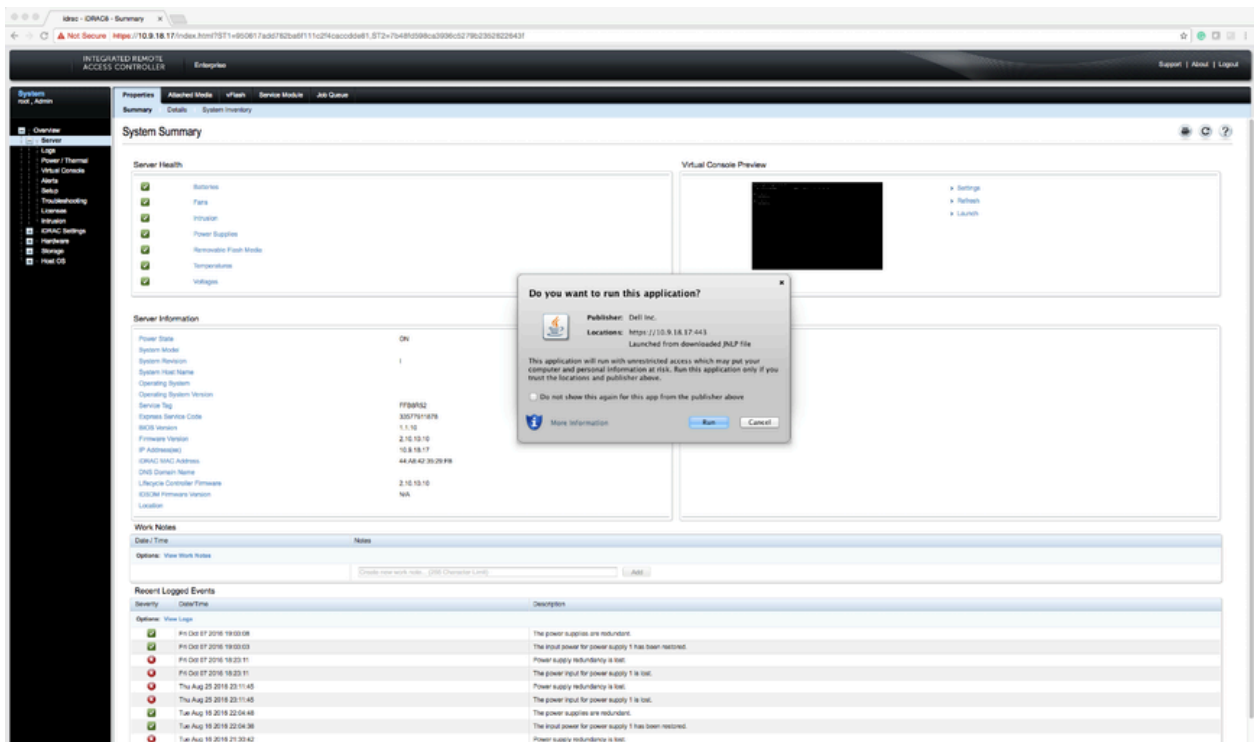 idrac - iDRAC8 - Summary
Not Secure
INTEGRATED REMOTE
ACCESS CONTROLLER
Enterprise
Support | About | Logout
System
root , Admin
Properties Attached Media vFlash Service Module Job Queue
Summary Details System Inventory
System Summary
Overview
Server
Logs
Power / Thermal
Virtual Console
Alerts
Setup
Troubleshooting
Licenses
Intrusion
iDRAC Settings
Hardware
Storage
Host OS
Server Health
Batteries
Fans
Intrusion
Power Supplies
Removable Flash Media
Temperatures
Voltages
Virtual Console Preview
Settings
Refresh
Launch
Do you want to run this application?
Publisher: Dell Inc.
Locations: https://10.9.18.17:443
Launched from downloaded JNLP file
This application will run with unrestricted access which may put your
computer and personal information at risk. Run this application only if you
trust the locations and publisher above.
Do not show this again for this app from the publisher above
More Information
Run
Cancel
Server Information
Power State ON
System Model
System Revision I
System Host Name
Operating System
Operating System Version
Service Tag
Express Service Code
BIOS Version 1.1.10
Firmware Version 2.10.10.10
IP Address(es) 10.9.18.17
iDRAC MAC Address
DNS Domain Name
Lifecycle Controller Firmware 2.10.10.10
IDSDM Firmware Version N/A
Location
Work Notes
Date / Time Notes
Options: View Work Notes
Create new work note... (255 Character Limit) Add
Recent Logged Events
Severity Date/Time Description
Options: View Logs
Fri Oct 07 2016 19:03:08 The power supplies are redundant.
Fri Oct 07 2016 19:03:03 The input power for power supply 1 has been restored.
Fri Oct 07 2016 18:23:11 Power supply redundancy is lost.
Fri Oct 07 2016 18:23:11 The power input for power supply 1 is lost.
Thu Aug 25 2016 23:11:45 Power supply redundancy is lost.
Thu Aug 25 2016 23:11:45 The power input for power supply 1 is lost.
Tue Aug 16 2016 22:04:48 The power supplies are redundant.
Tue Aug 16 2016 22:04:36 The input power for power supply 1 has been restored.
Tue Aug 16 2016 21:33:42 Power supply redundancy is lost.